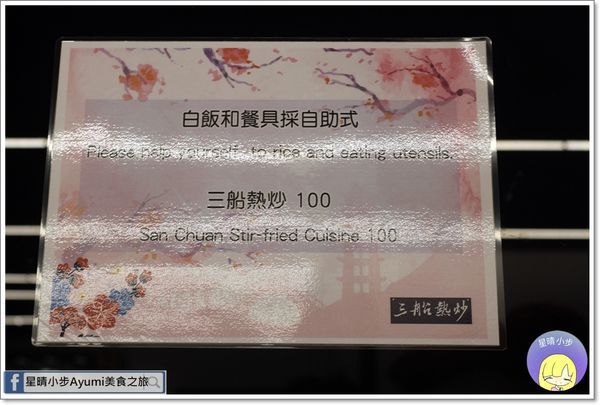 白飯和餐具採自助式
Please help yourself to rice and eating utensils.
三船熱炒 100
San Chuan Stir-fried Cuisine 100
三船熱炒
星晴小步
星晴小步Ayumi美食之旅